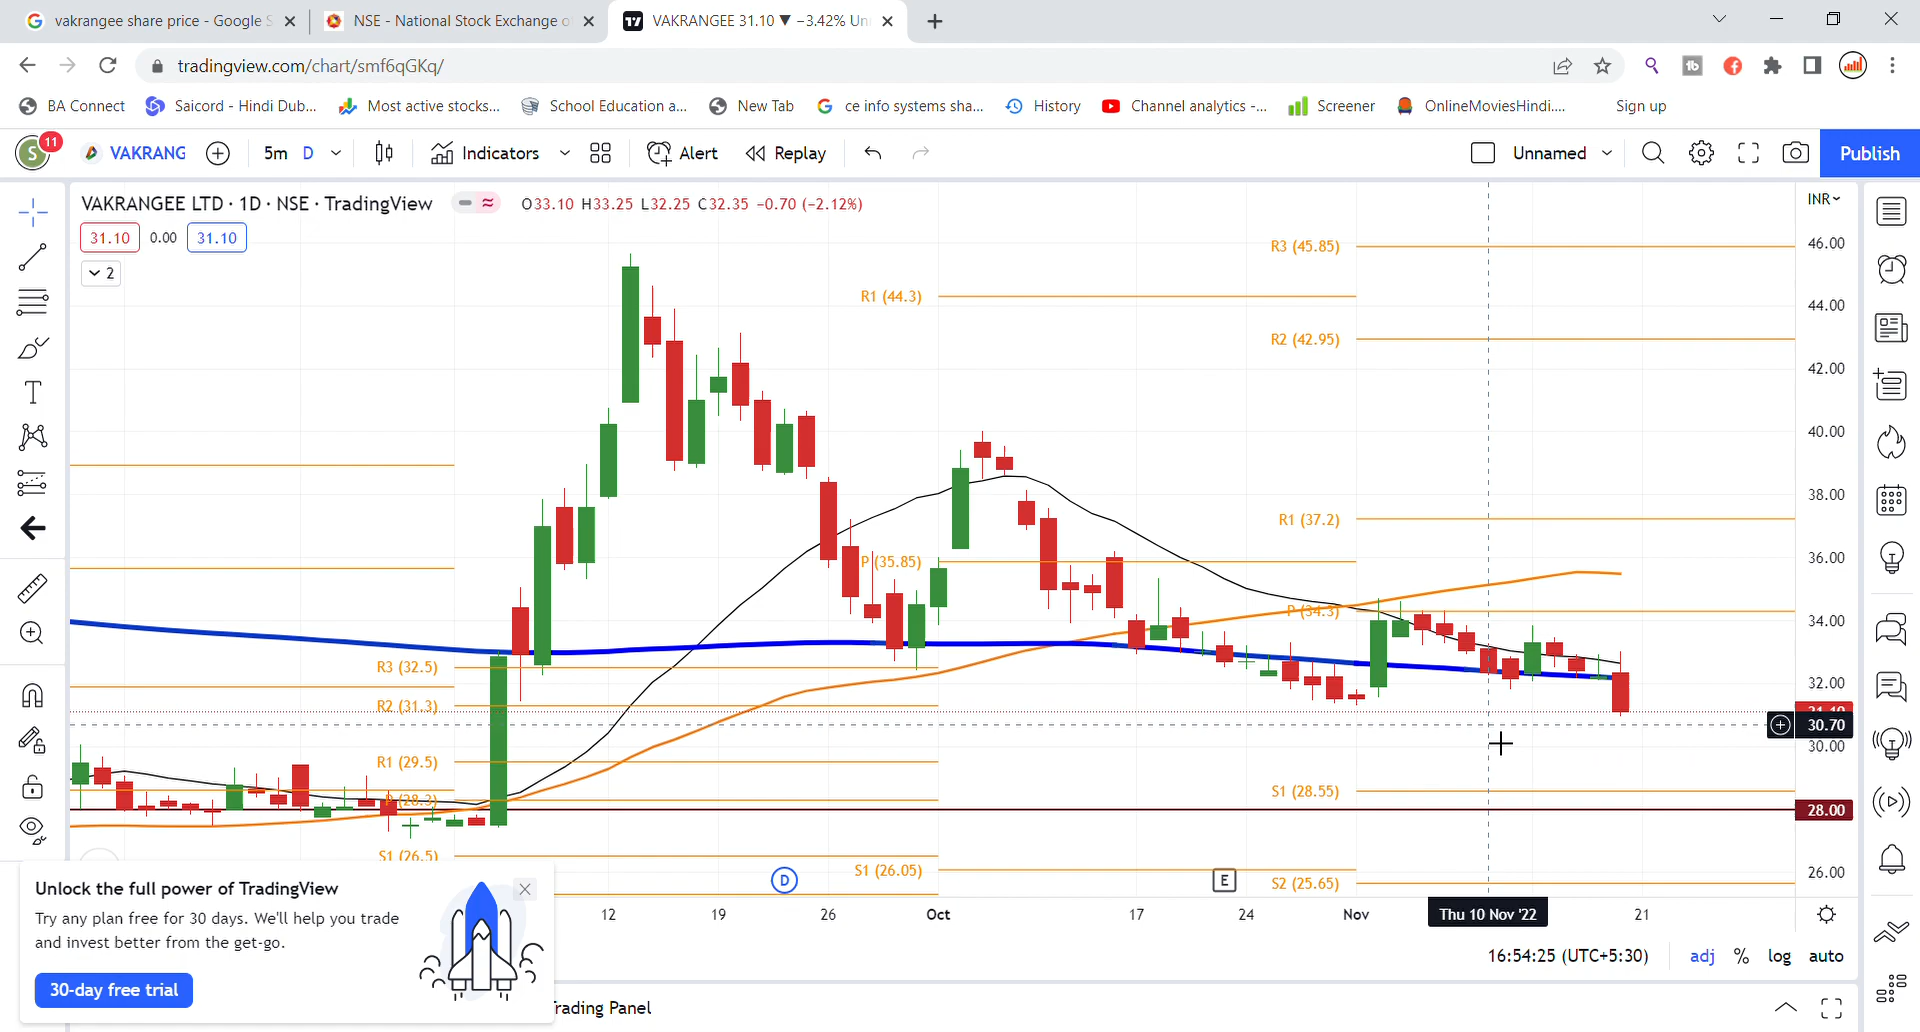 vakrangee share price - Google S
NSE - National Stock Exchange o
VAKRANGEE 31.10 ▼ −3.42% Un
tradingview.com/chart/smf6qGKq/
BA Connect
Saicord - Hindi Dub...
Most active stocks...
School Education a...
New Tab
ce info systems sha...
History
Channel analytics -...
Screener
OnlineMoviesHindi....
Sign up
S
11
VAKRANG
5m
D
Indicators
Alert
Replay
Unnamed
Publish
VAKRANGEE LTD · 1D · NSE · TradingView
O33.10 H33.25 L32.25 C32.35 −0.70 (−2.12%)
INR
31.10
0.00
31.10
2
R3 (45.85)
46.00
R1 (44.3)
44.00
R2 (42.95)
42.00
40.00
38.00
R1 (37.2)
P (35.85)
36.00
P (34.3)
34.00
R3 (32.5)
32.00
R2 (31.3)
31.10
30.70
30.00
R1 (29.5)
S1 (28.55)
P (28.3)
28.00
S1 (26.5)
S1 (26.05)
26.00
D
E
S2 (25.65)
12
19
26
Oct
17
24
Nov
Thu 10 Nov '22
21
Unlock the full power of TradingView
Try any plan free for 30 days. We'll help you trade
and invest better from the get-go.
30-day free trial
16:54:25 (UTC+5:30)
adj
%
log
auto
rading Panel